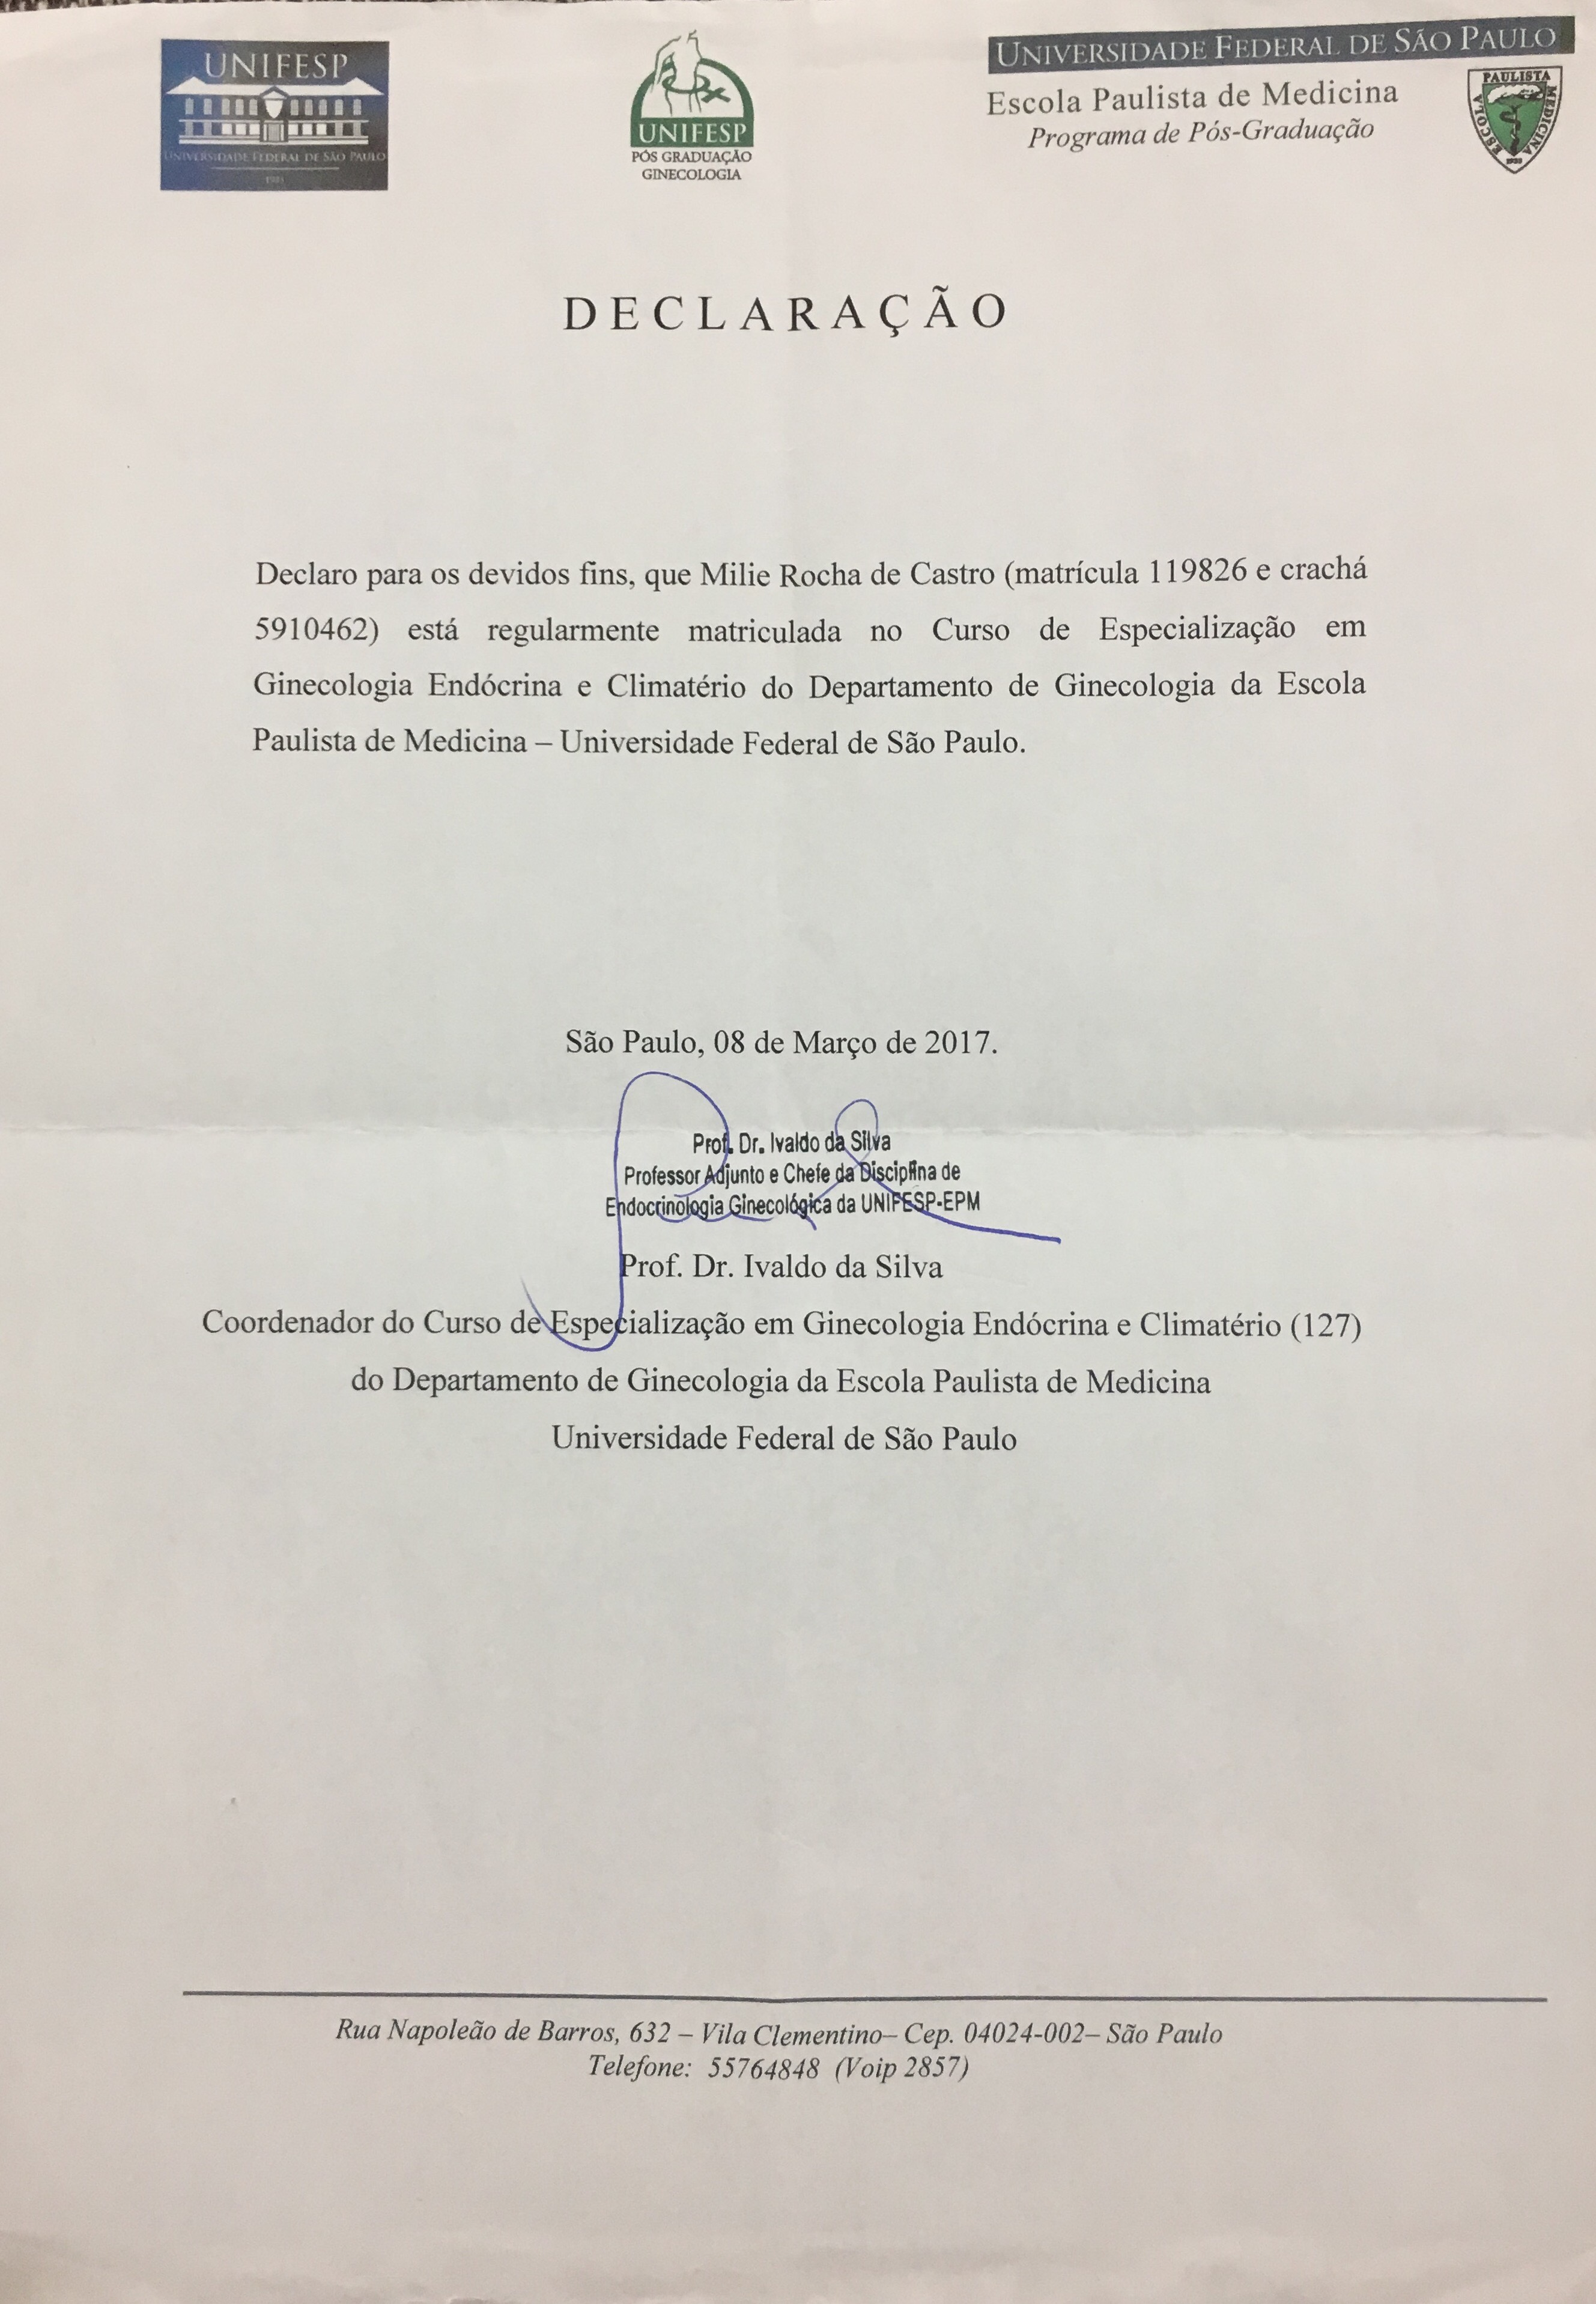 UNIFESP
UNIVERSIDADE FEDERAL DE SÃO PAULO
UNIFESP
PÓS GRADUAÇÃO
GINECOLOGIA
UNIVERSIDADE FEDERAL DE SÃO PAULO
Escola Paulista de Medicina
Programa de Pós-Graduação
ESCOLA PAULISTA MEDICINA
1933
DECLARAÇÃO
Declaro para os devidos fins, que Milie Rocha de Castro (matrícula 119826 e crachá
5910462) está regularmente matriculada no Curso de Especialização em
Ginecologia Endócrina e Climatério do Departamento de Ginecologia da Escola
Paulista de Medicina – Universidade Federal de São Paulo.
São Paulo, 08 de Março de 2017.
Prof. Dr. Ivaldo da Silva
Professor Adjunto e Chefe da Disciplina de
Endocrinologia Ginecológica da UNIFESP-EPM
Prof. Dr. Ivaldo da Silva
Coordenador do Curso de Especialização em Ginecologia Endócrina e Climatério (127)
do Departamento de Ginecologia da Escola Paulista de Medicina
Universidade Federal de São Paulo
Rua Napoleão de Barros, 632 – Vila Clementino– Cep. 04024-002– São Paulo
Telefone: 55764848 (Voip 2857)